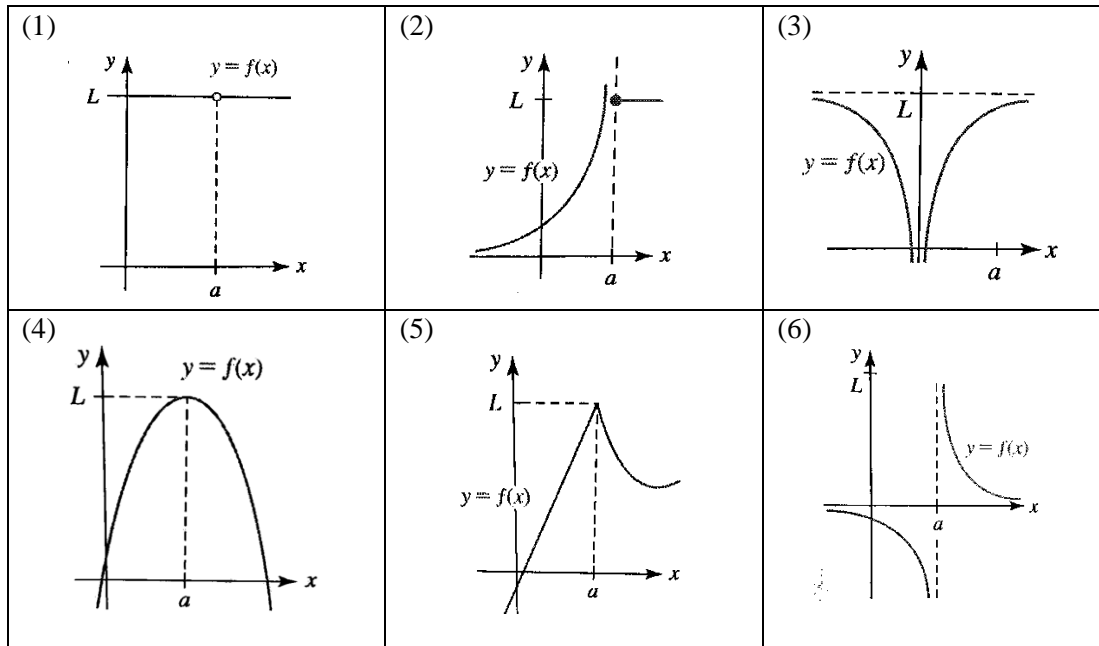 (1)
y
y = f(x)
L
x
a
(2)
y
L
y = f(x)
x
a
(3)
y
L
y = f(x)
x
a
(4)
y
y = f(x)
L
x
a
(5)
y
L
y = f(x)
x
a
(6)
y
L
y = f(x)
a
x